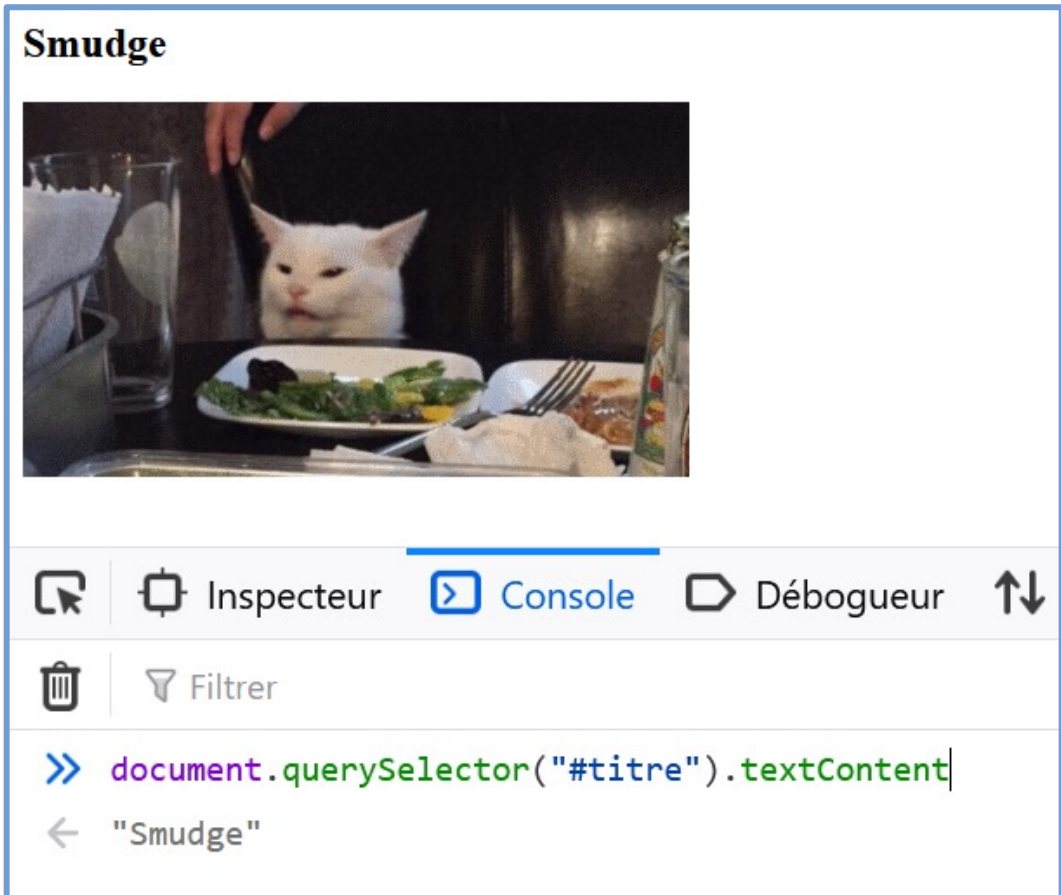 Smudge
Inspecteur Console Débogueur
Filtrer
document.querySelector("#titre").textContent
"Smudge"